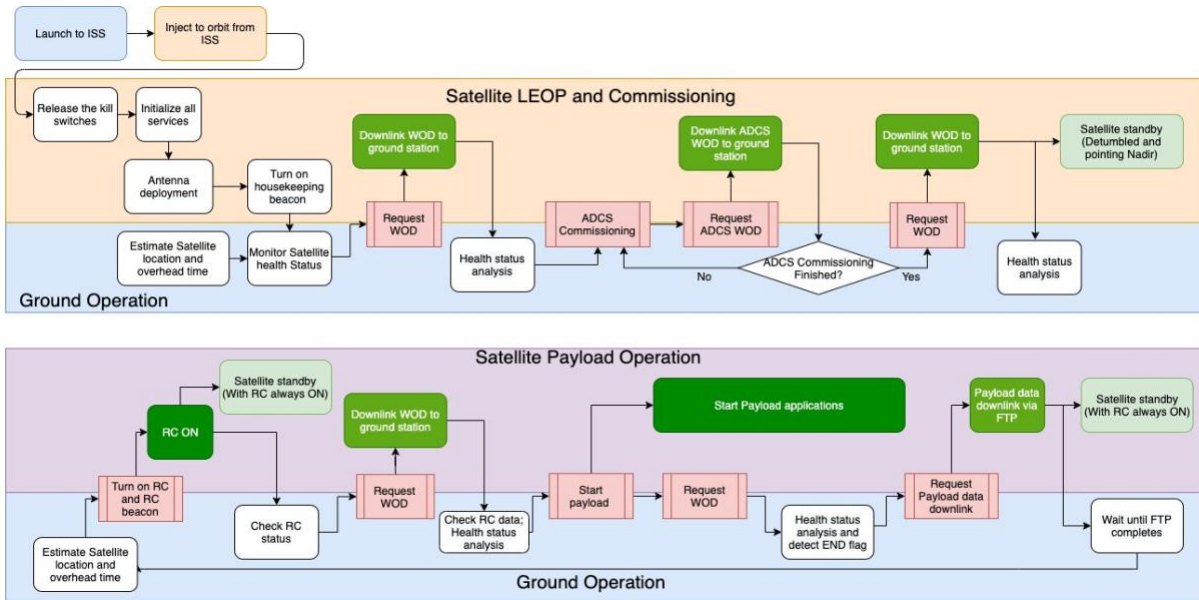 Launch to ISS
Inject to orbit from
ISS
Satellite LEOP and Commissioning
Release the kill
switches
Initialize all
services
Antenna
deployment
Turn on
housekeeping
beacon
Estimate Satellite
location and
overhead time
Monitor Satellite
health Status
Request
WOD
Downlink WOD to
ground station
Health status
analysis
ADCS
Commissioning
Request
ADCS WOD
Downlink ADCS
WOD to ground
station
ADCS Commissioning
Finished?
No
Yes
Request
WOD
Downlink WOD to
ground station
Health status
analysis
Satellite standby
(Detumbled and
pointing Nadir)
Ground Operation
Satellite Payload Operation
Estimate Satellite
location and
overhead time
Turn on RC
and RC
beacon
RC ON
Satellite standby
(With RC always ON)
Check RC
status
Request
WOD
Downlink WOD to
ground station
Check RC data;
Health status
analysis
Start
payload
Start Payload applications
Request
WOD
Health status
analysis and
detect END flag
Request
Payload data
downlink
Payload data
downlink via
FTP
Satellite standby
(With RC always ON)
Wait until FTP
completes
Ground Operation